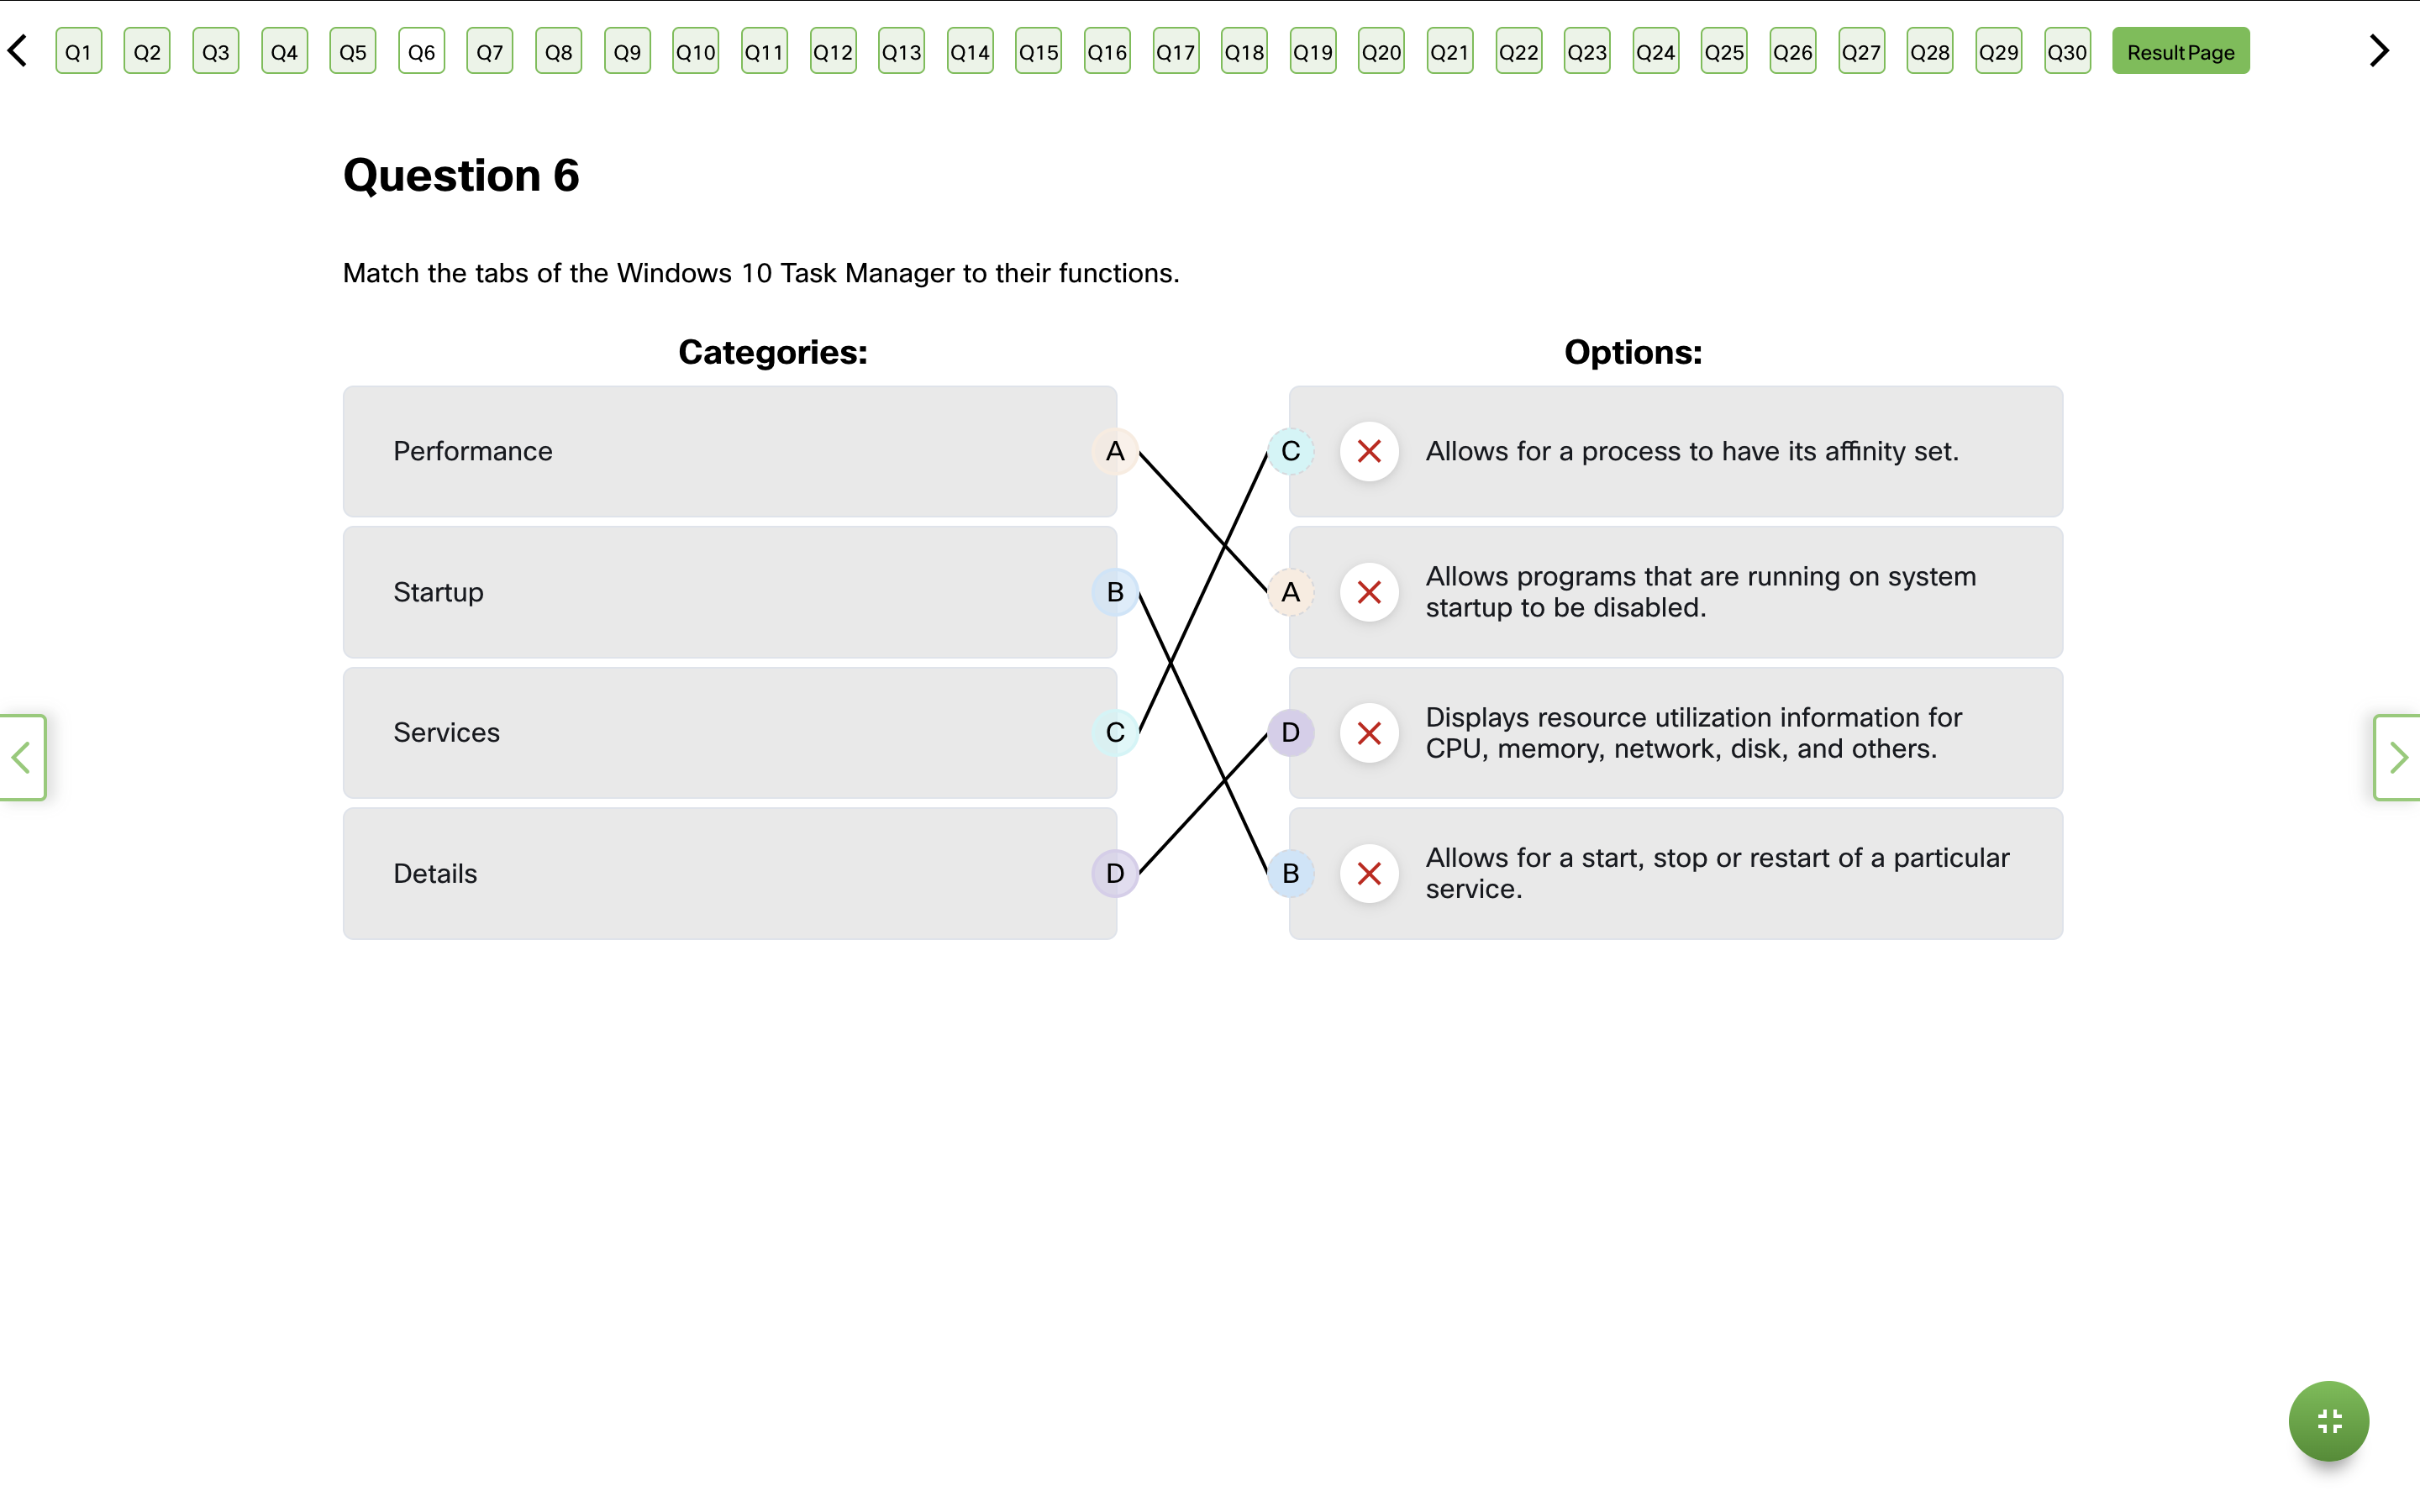 Q1 Q2 Q3 Q4 Q5 Q6 Q7 Q8 Q9 Q10 Q11 Q12 Q13 Q14 Q15 Q16 Q17 Q18 Q19 Q20 Q21 Q22 Q23 Q24 Q25 Q26 Q27 Q28 Q29 Q30 Result Page
Question 6
Match the tabs of the Windows 10 Task Manager to their functions.
Categories:
Options:
Performance A
C Allows for a process to have its affinity set.
Startup B
A Allows programs that are running on system
startup to be disabled.
Services C
D Displays resource utilization information for
CPU, memory, network, disk, and others.
Details D
B Allows for a start, stop or restart of a particular
service.